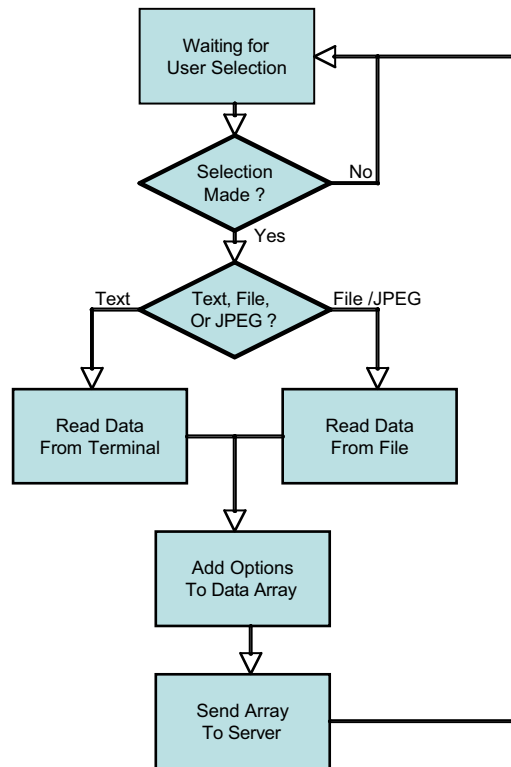 Waiting for
User Selection
Selection
Made ?
No
Yes
Text
Text, File,
Or JPEG ?
File /JPEG
Read Data
From Terminal
Read Data
From File
Add Options
To Data Array
Send Array
To Server